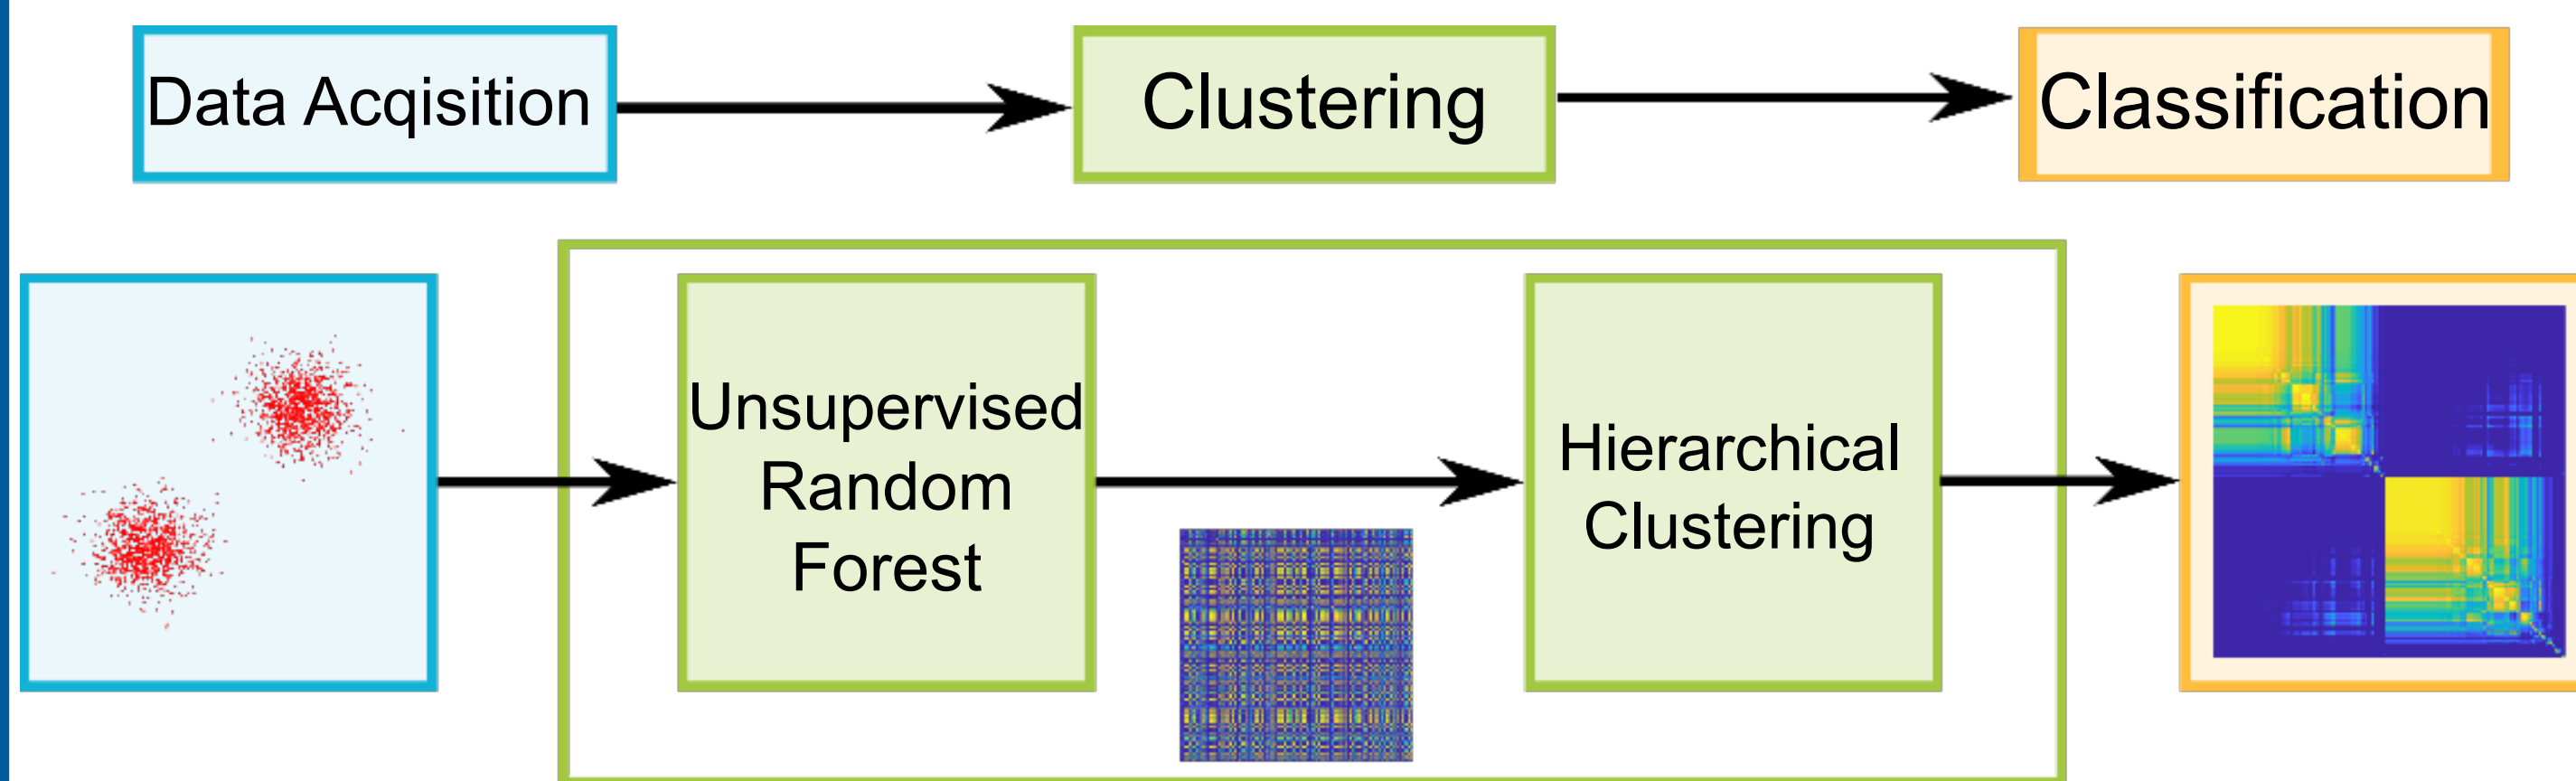 Data Acqisition
Clustering
Classification
Unsupervised
Random
Forest
Hierarchical
Clustering